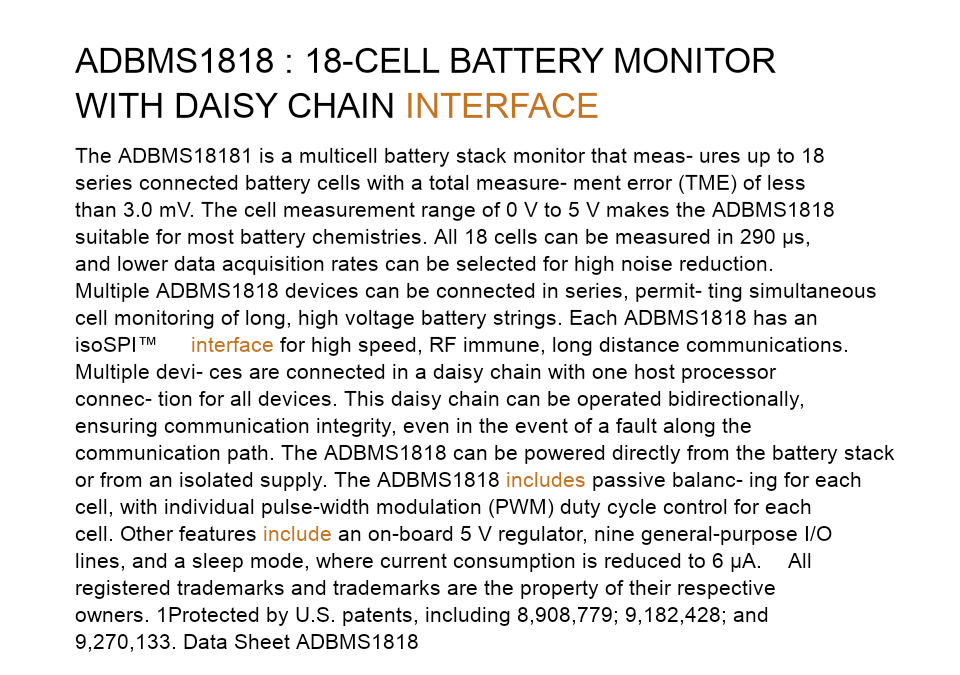 ADBMS1818 : 18-CELL BATTERY MONITOR
WITH DAISY CHAIN INTERFACE
The ADBMS18181 is a multicell battery stack monitor that meas- ures up to 18
series connected battery cells with a total measure- ment error (TME) of less
than 3.0 mV. The cell measurement range of 0 V to 5 V makes the ADBMS1818
suitable for most battery chemistries. All 18 cells can be measured in 290 μs,
and lower data acquisition rates can be selected for high noise reduction.
Multiple ADBMS1818 devices can be connected in series, permit- ting simultaneous
cell monitoring of long, high voltage battery strings. Each ADBMS1818 has an
isoSPI™ interface for high speed, RF immune, long distance communications.
Multiple devi- ces are connected in a daisy chain with one host processor
connec- tion for all devices. This daisy chain can be operated bidirectionally,
ensuring communication integrity, even in the event of a fault along the
communication path. The ADBMS1818 can be powered directly from the battery stack
or from an isolated supply. The ADBMS1818 includes passive balanc- ing for each
cell, with individual pulse-width modulation (PWM) duty cycle control for each
cell. Other features include an on-board 5 V regulator, nine general-purpose I/O
lines, and a sleep mode, where current consumption is reduced to 6 μA. All
registered trademarks and trademarks are the property of their respective
owners. 1Protected by U.S. patents, including 8,908,779; 9,182,428; and
9,270,133. Data Sheet ADBMS1818